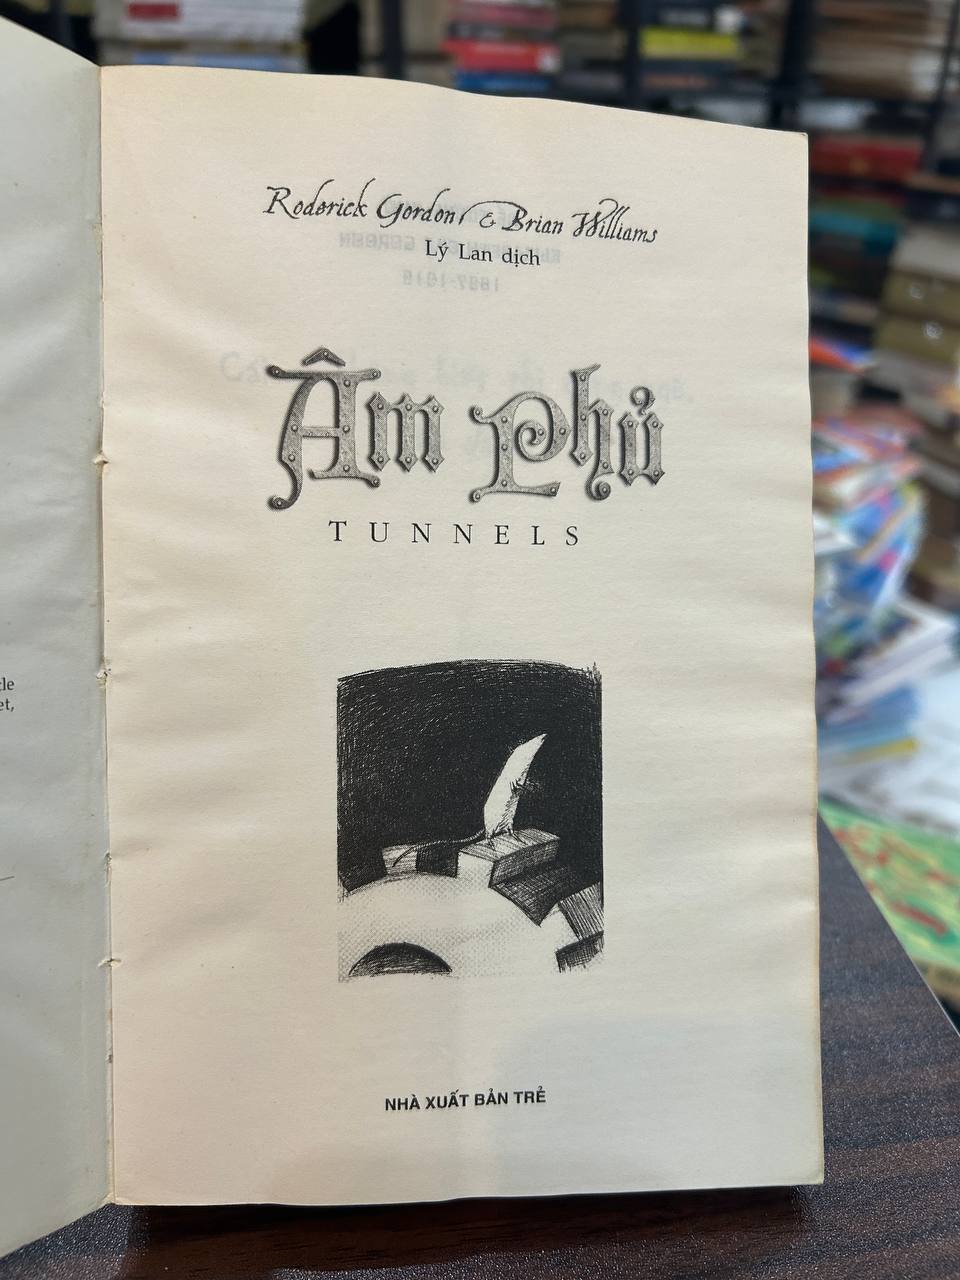 Roderick Gordon & Brian Williams
Lý Lan dịch
Âm Phủ
TUNNELS
NHÀ XUẤT BẢN TRẺ